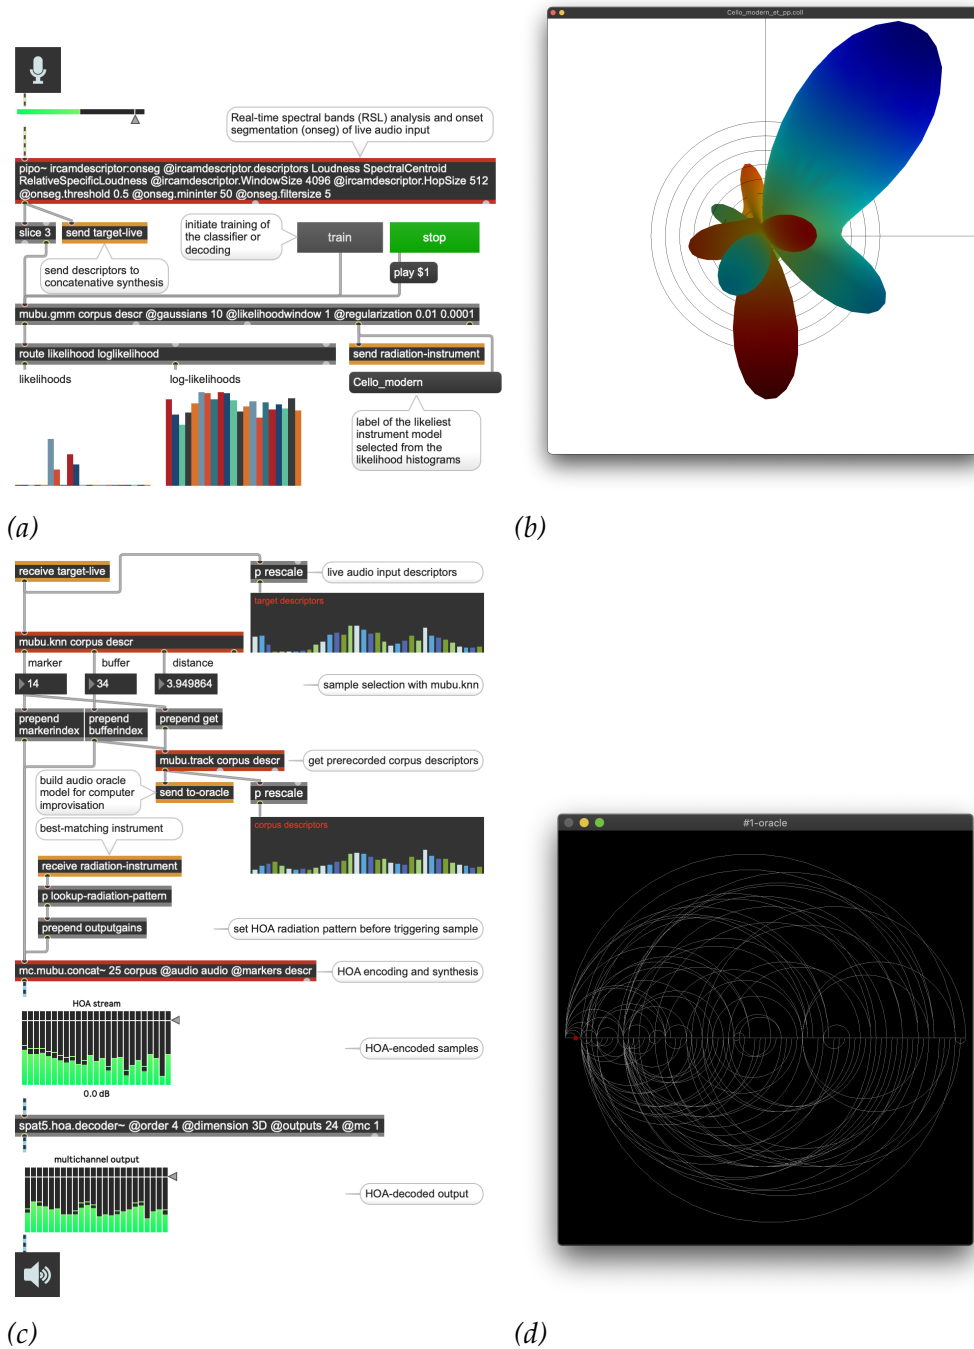 Real-time spectral bands (RSL) analysis and onset
segmentation (onseg) of live audio input
pipo~ ircamdescriptor:onseg @ircamdescriptor.descriptors Loudness SpectralCentroid
RelativeSpecificLoudness @ircamdescriptor.WindowSize 4096 @ircamdescriptor.HopSize 512
@onseg.threshold 0.5 @onseg.mininter 50 @onseg.filtersize 5
slice 3
send target-live
initiate training of
the classifier or
decoding
train
stop
send descriptors to
concatenative synthesis
play $1
mubu.gmm corpus descr @gaussians 10 @likelihoodwindow 1 @regularization 0.01 0.0001
route likelihood loglikelihood
send radiation-instrument
likelihoods
log-likelihoods
Cello_modern
label of the likeliest
instrument model
selected from the
likelihood histograms
(a)
Cello_modern_et_pp.coll
(b)
receive target-live
p rescale
live audio input descriptors
target descriptors
mubu.knn corpus descr
marker
buffer
distance
14
34
3.949864
sample selection with mubu.knn
prepend
markerindex
prepend
bufferindex
prepend get
mubu.track corpus descr
get prerecorded corpus descriptors
build audio oracle
model for computer
improvisation
send to-oracle
p rescale
best-matching instrument
corpus descriptors
receive radiation-instrument
p lookup-radiation-pattern
prepend outputgains
set HOA radiation pattern before triggering sample
mc.mubu.concat~ 25 corpus @audio audio @markers descr
HOA encoding and synthesis
HOA stream
HOA-encoded samples
0.0 dB
spat5.hoa.decoder~ @order 4 @dimension 3D @outputs 24 @mc 1
multichannel output
HOA-decoded output
(c)
#1-oracle
(d)